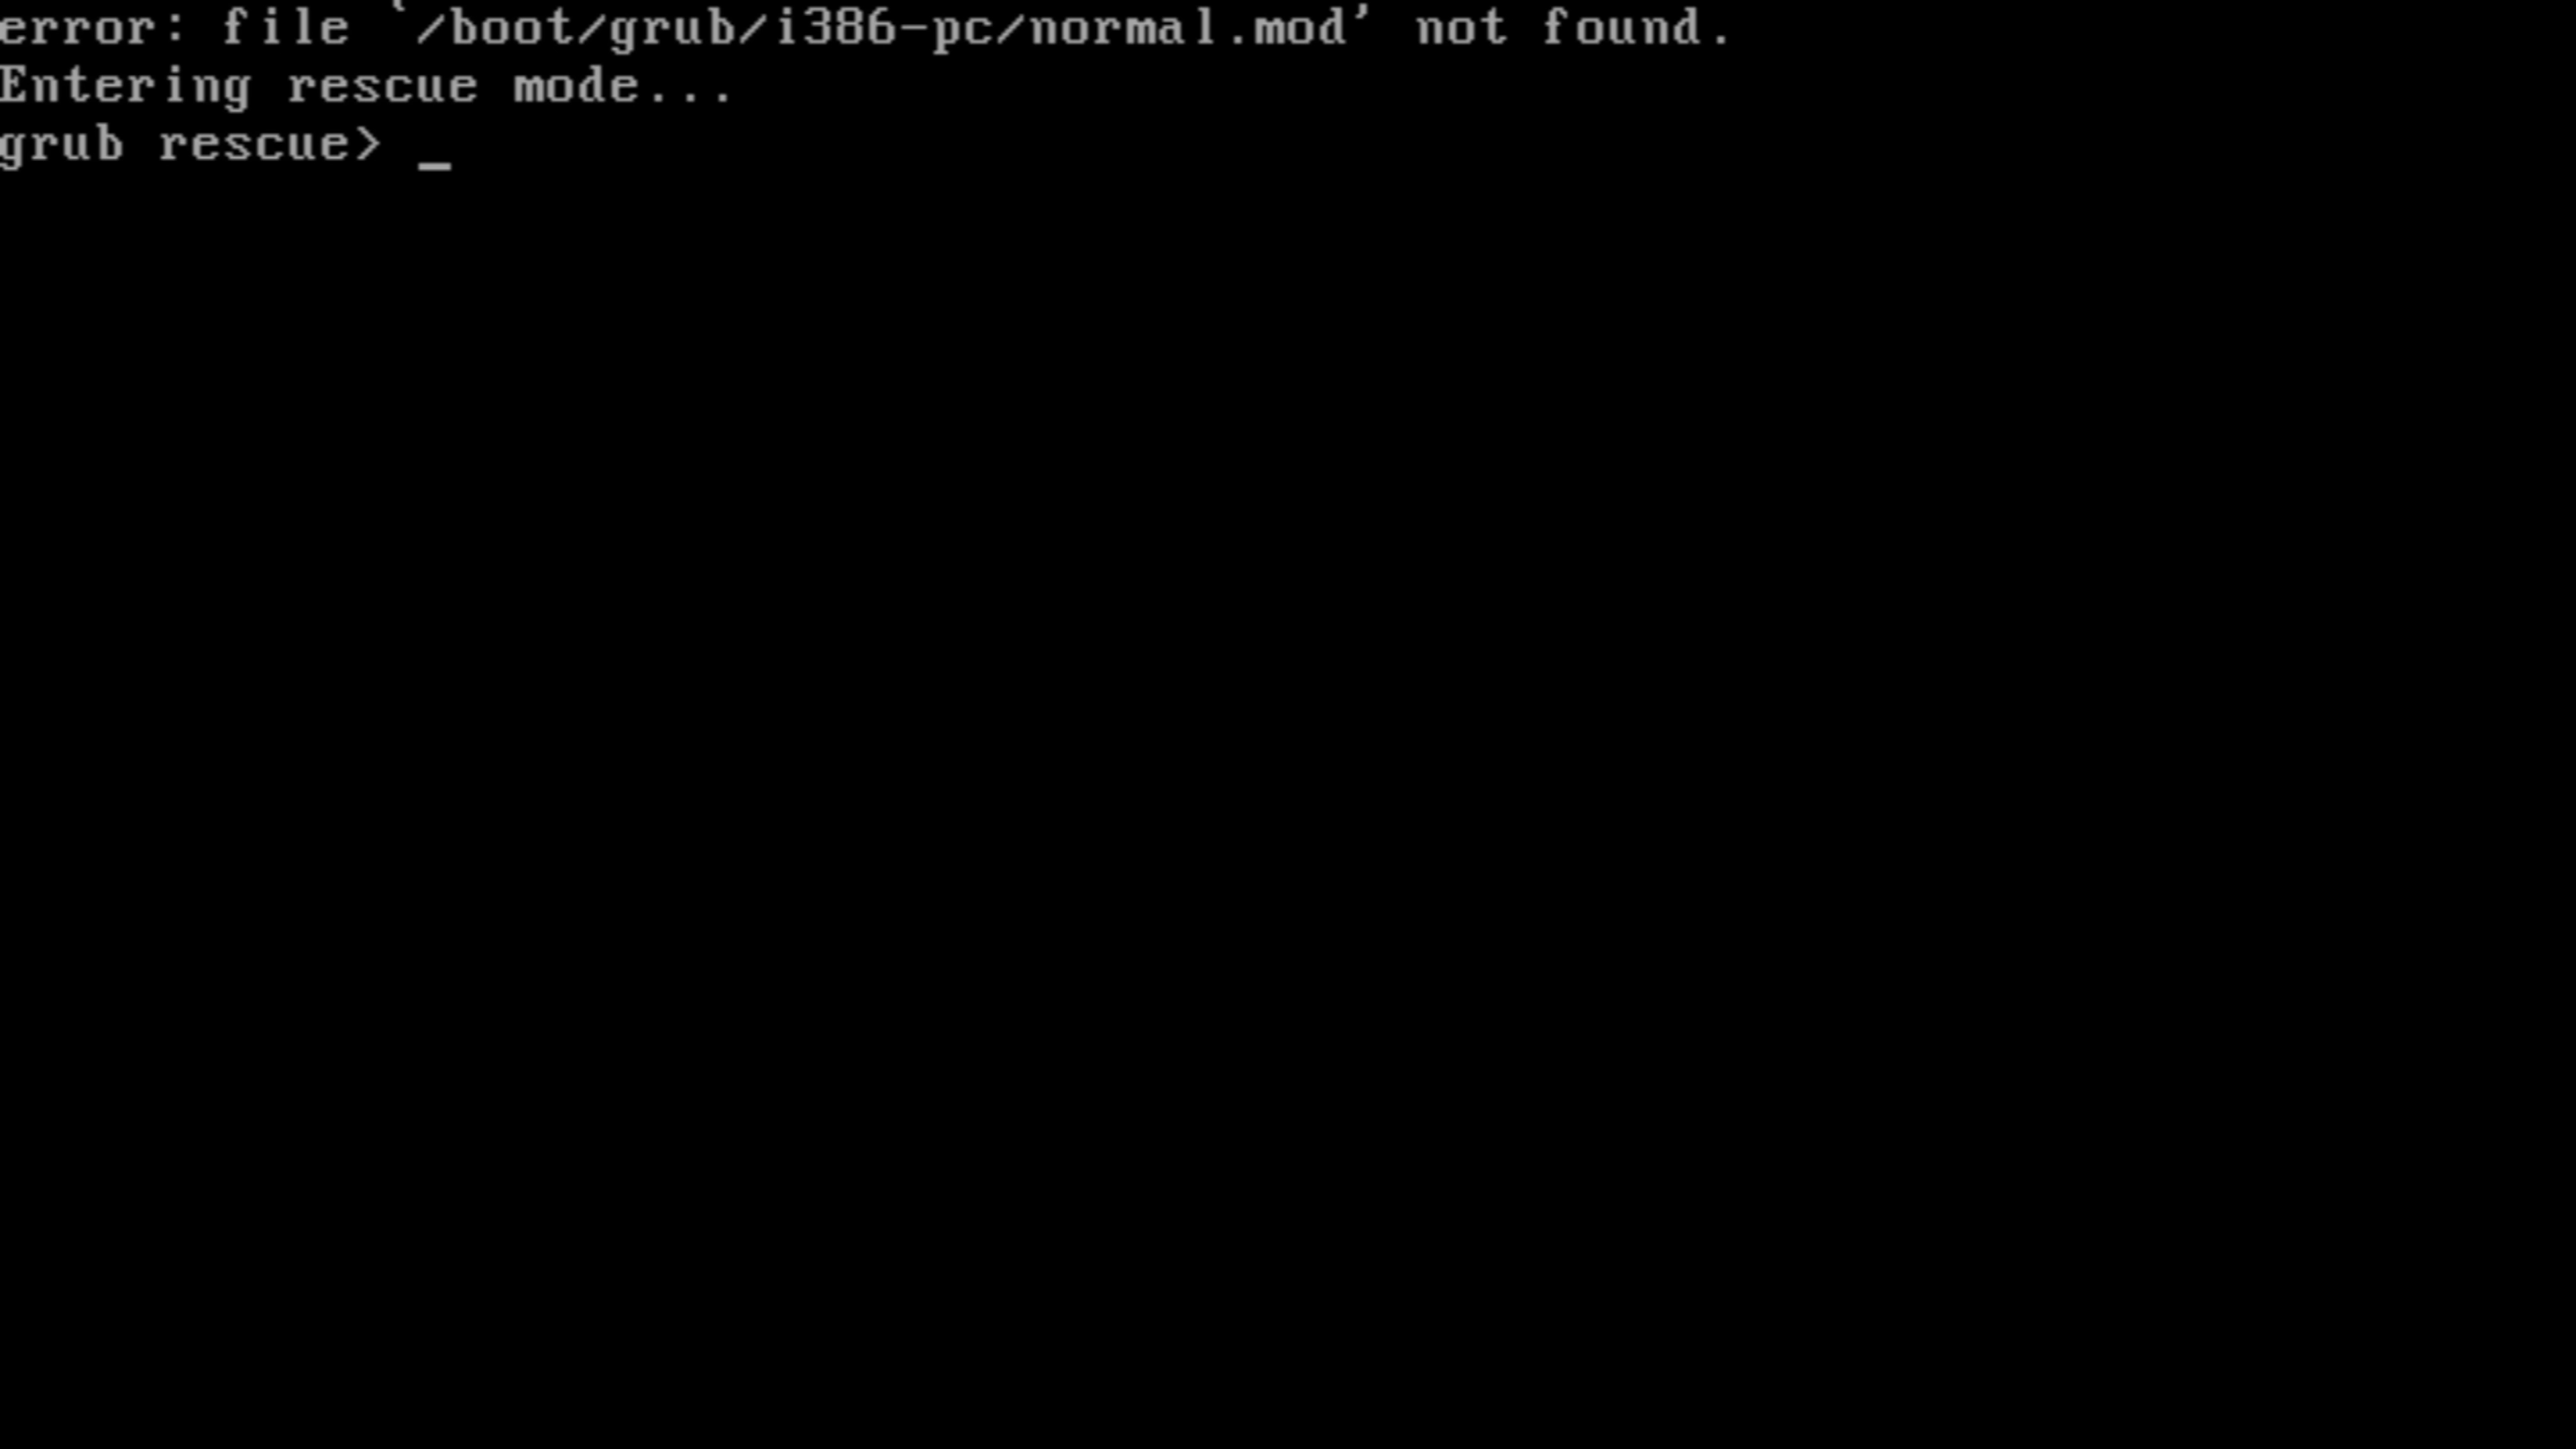 error: file `/boot/grub/i386-pc/normal.mod' not found.
Entering rescue mode...
grub rescue> _